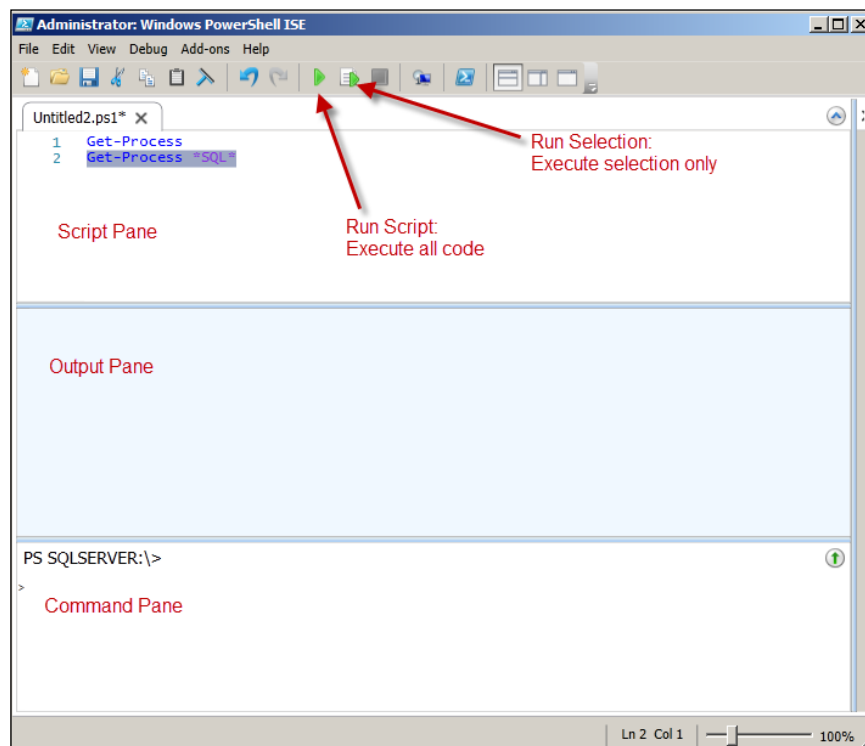 Administrator: Windows PowerShell ISE
File Edit View Debug Add-ons Help
Untitled2.ps1* X
1 Get-Process
2 Get-Process *SQL*
Run Selection:
Execute selection only
Script Pane
Run Script:
Execute all code
Output Pane
PS SQLSERVER:\>
>
Command Pane
Ln 2 Col 1
100%